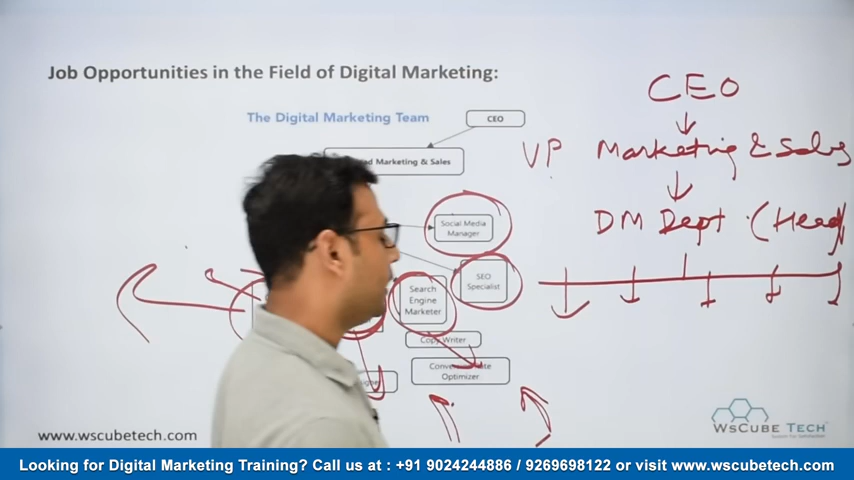 Job Opportunities in the Field of Digital Marketing:
The Digital Marketing Team
CEO
ad Marketing & Sales
Social Media
Manager
SEO
Specialist
Search
Engine
Marketer
Copy Writer
Optimizer
CEO
VP Marketing & Sales
DM Dept. (Head
www.wscubetech.com
WsCube Tech
Looking for Digital Marketing Training? Call us at : +91 9024244886 / 9269698122 or visit www.wscubetech.com